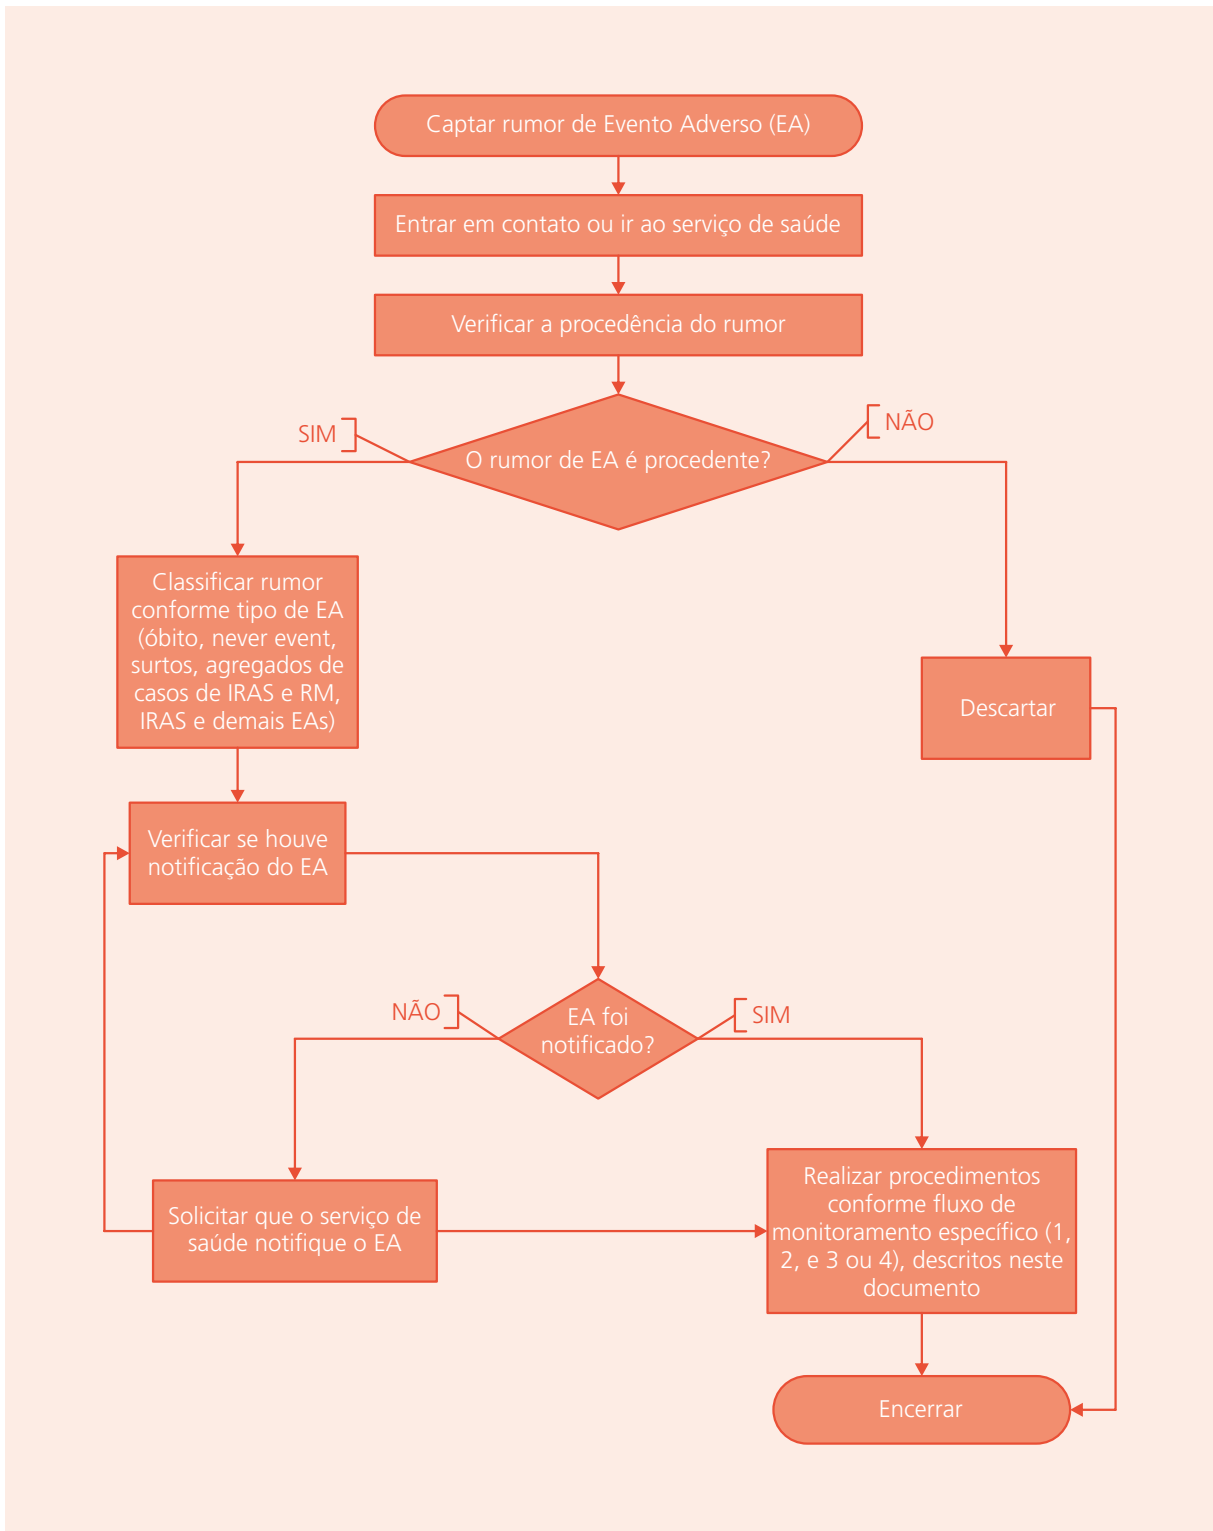 Captar rumor de Evento Adverso (EA)
Entrar em contato ou ir ao serviço de saúde
Verificar a procedência do rumor
O rumor de EA é procedente?
SIM
NÃO
Classificar rumor
conforme tipo de EA
(óbito, never event,
surtos, agregados de
casos de IRAS e RM,
IRAS e demais EAs)
Descartar
Verificar se houve
notificação do EA
EA foi
notificado?
NÃO
SIM
Solicitar que o serviço de
saúde notifique o EA
Realizar procedimentos
conforme fluxo de
monitoramento específico (1,
2, e 3 ou 4), descritos neste
documento
Encerrar